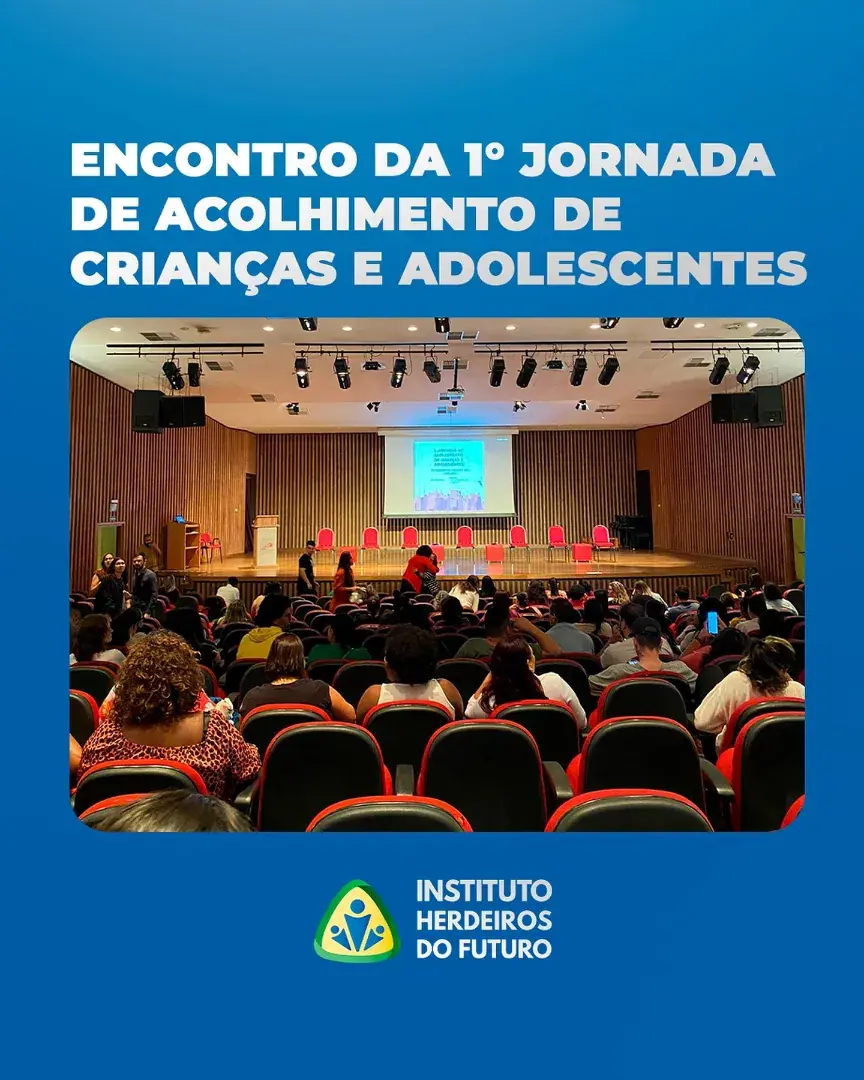 ENCONTRO DA 1º JORNADA
DE ACOLHIMENTO DE
CRIANÇAS E ADOLESCENTES
INSTITUTO
HERDEIROS
DO FUTURO